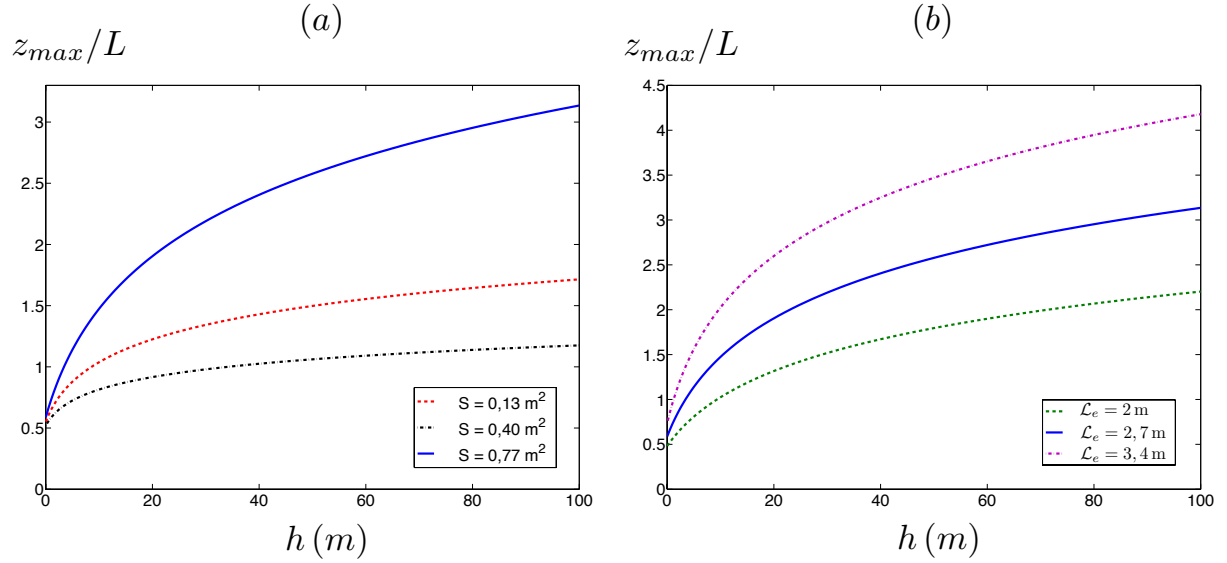 (a)
z_max/L
3
2.5
2
1.5
1
0.5
0
0 20 40 60 80 100
h (m)
S = 0,13 m²
S = 0,40 m²
S = 0,77 m²
(b)
z_max/L
4.5
4
3.5
3
2.5
2
1.5
1
0.5
0
0 20 40 60 80 100
h (m)
ℒ_e = 2 m
ℒ_e = 2, 7 m
ℒ_e = 3, 4 m